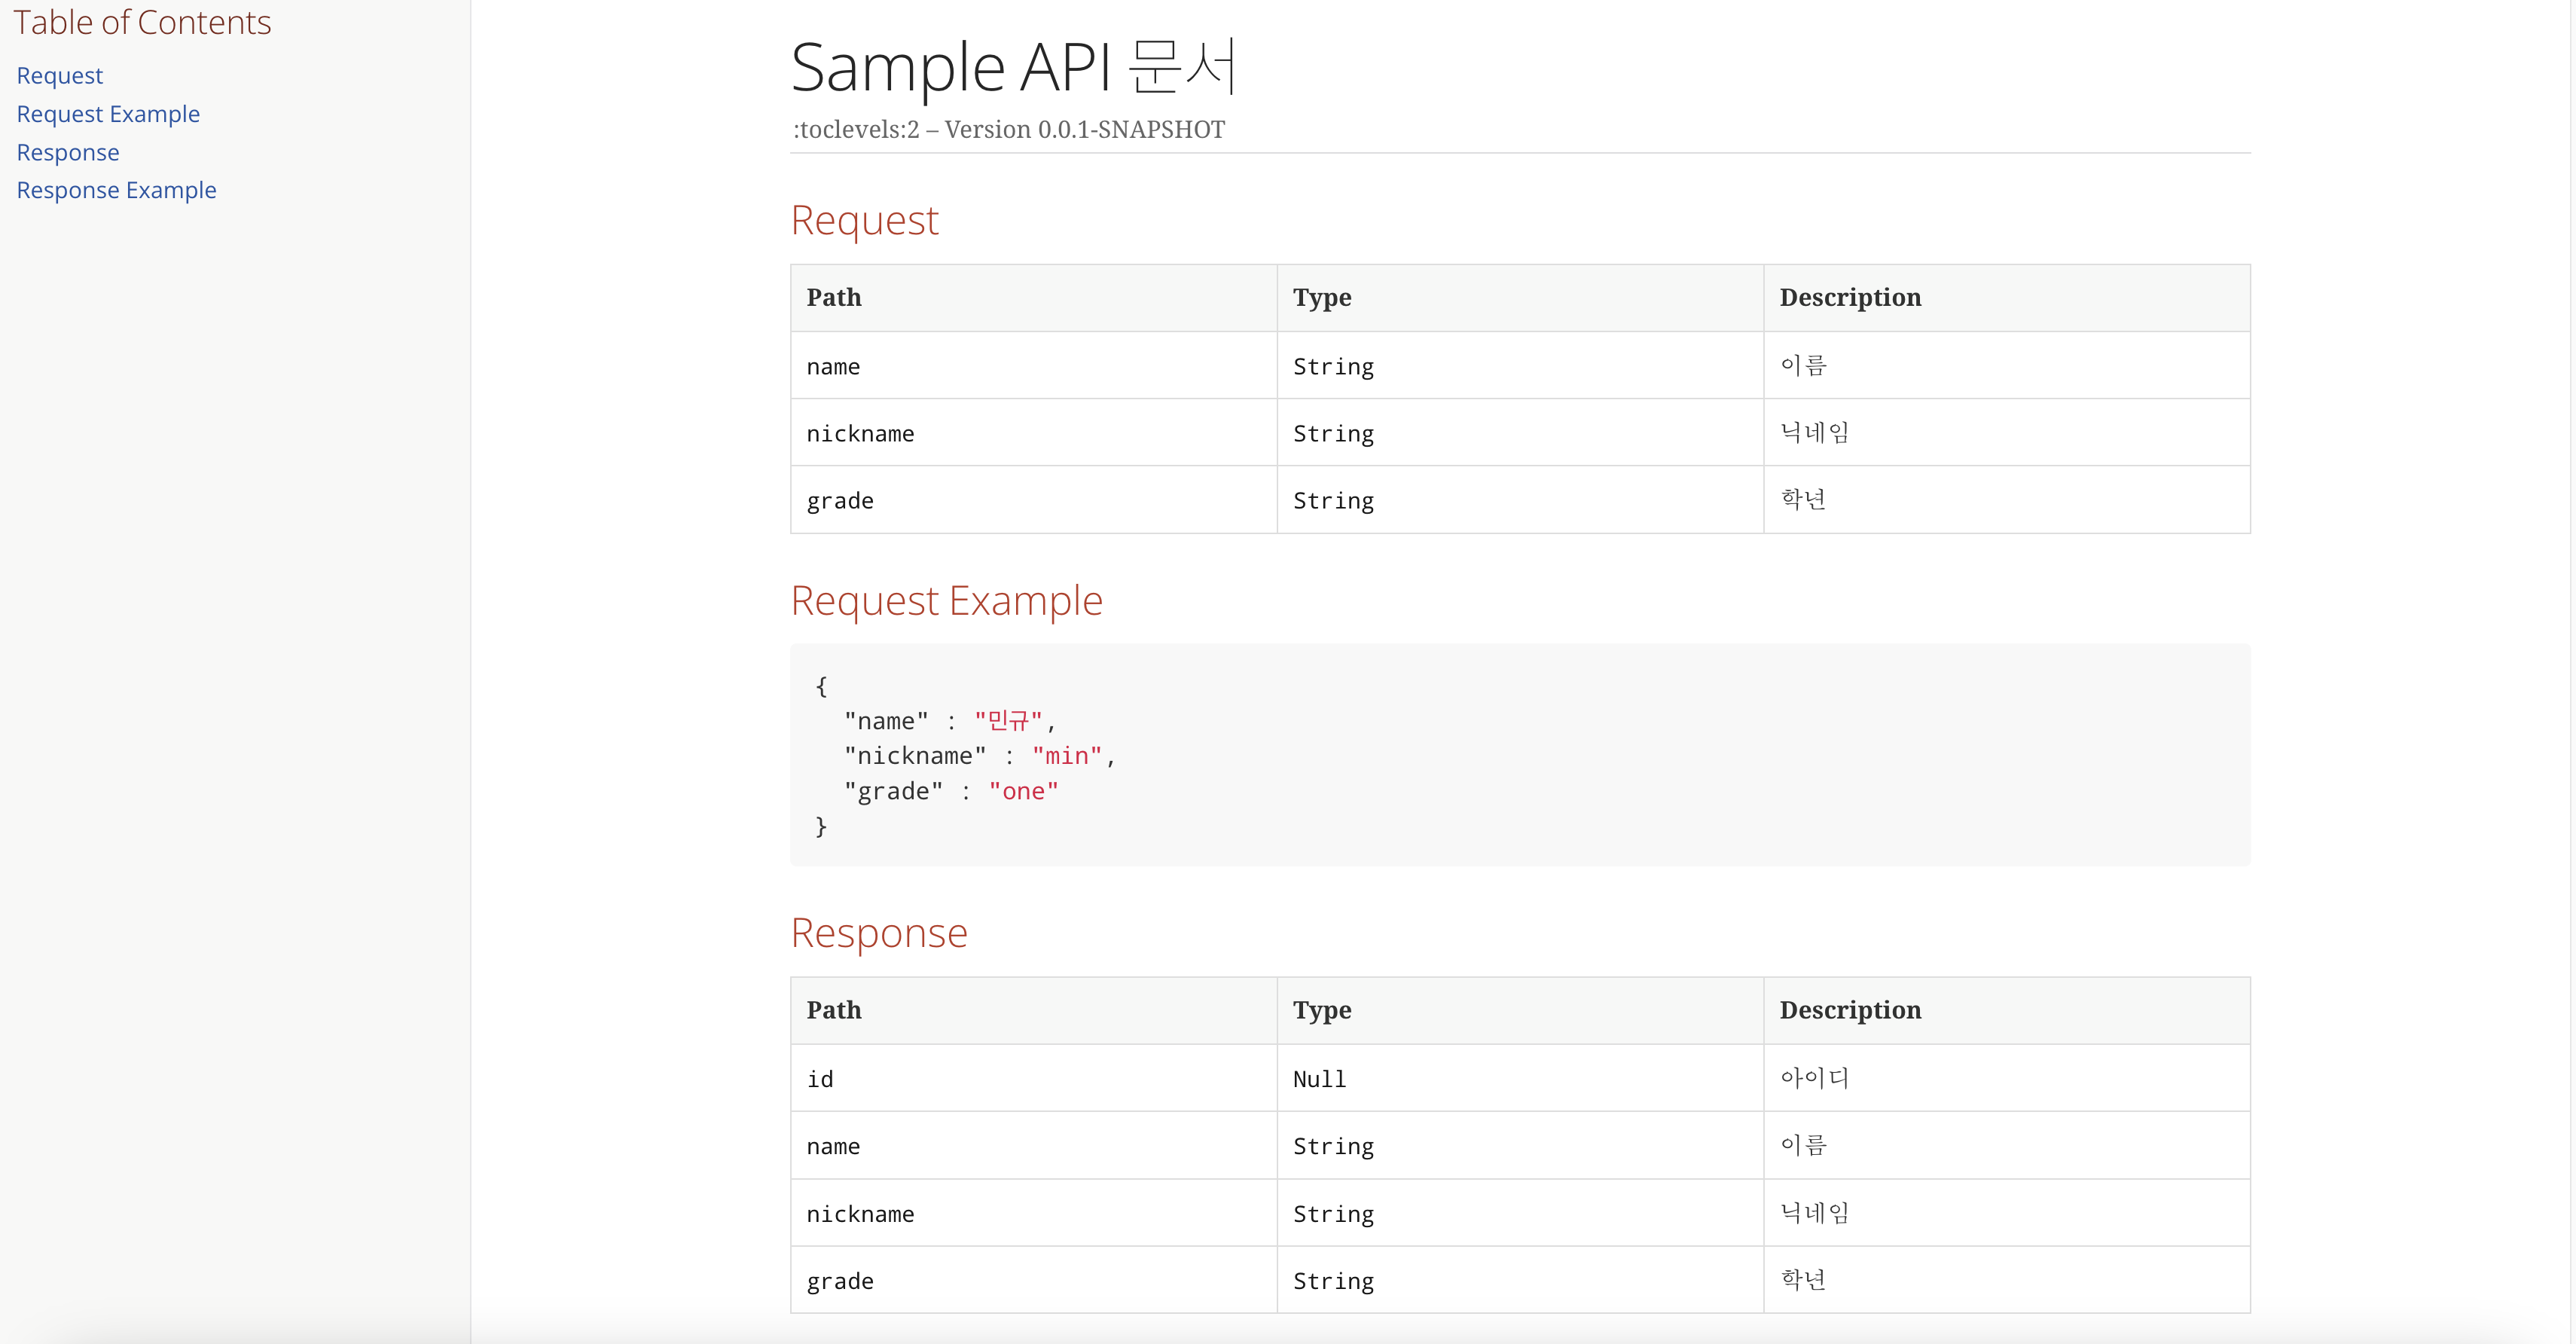 Table of Contents
Request
Request Example
Response
Response Example
Sample API 문서
:toclevels:2 – Version 0.0.1-SNAPSHOT
Request
Path Type Description
name String 이름
nickname String 닉네임
grade String 학년
Request Example
{
  "name" : "민규",
  "nickname" : "min",
  "grade" : "one"
}
Response
Path Type Description
id Null 아이디
name String 이름
nickname String 닉네임
grade String 학년